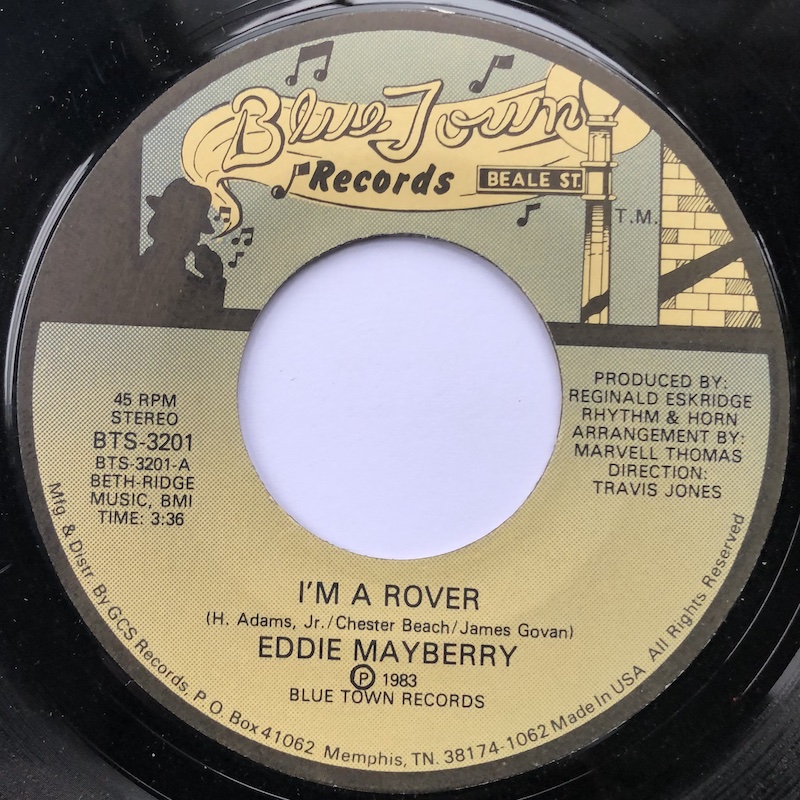 Blue Town
Records
BEALE ST.
T.M.
45 RPM
STEREO
BTS-3201
BTS-3201-A
BETH-RIDGE
MUSIC, BMI
TIME: 3:36
PRODUCED BY:
REGINALD ESKRIDGE
RHYTHM & HORN
ARRANGEMENT BY:
MARVELL THOMAS
DIRECTION:
TRAVIS JONES
I'M A ROVER
(H. Adams, Jr./Chester Beach/James Govan)
EDDIE MAYBERRY
Ⓟ 1983
BLUE TOWN RECORDS
Mfg. & Distr. By GCS Records, P.O. Box 41062 Memphis, TN. 38174-1062 Made In USA All Rights Reserved